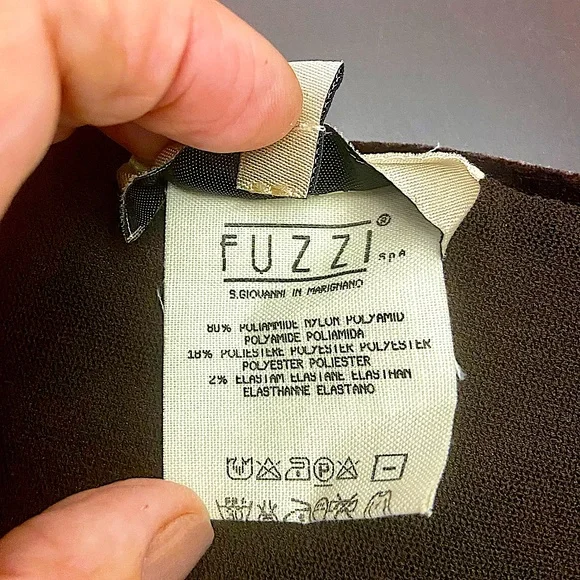 FUZZI® SpA
S.GIOVANNI IN MARIGNANO
80% POLIAMMIDE NYLON POLYAMID
POLYAMIDE POLIAMIDA
18% POLIESTERE POLYESTER POLYESTER
POLYESTER POLIESTER
2% ELASTAM ELASTANE ELASTHAN
ELASTHANNE ELASTANO
P